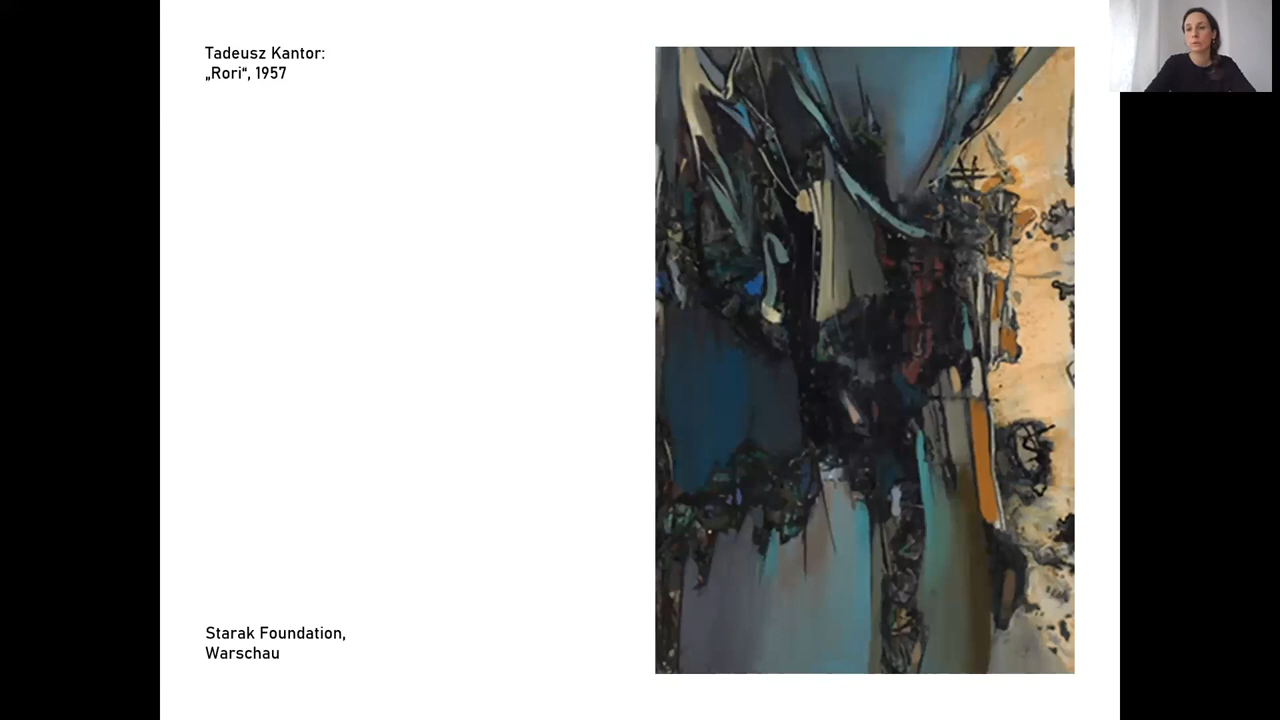 Tadeusz Kantor:
„Rori“, 1957
Starak Foundation,
Warschau